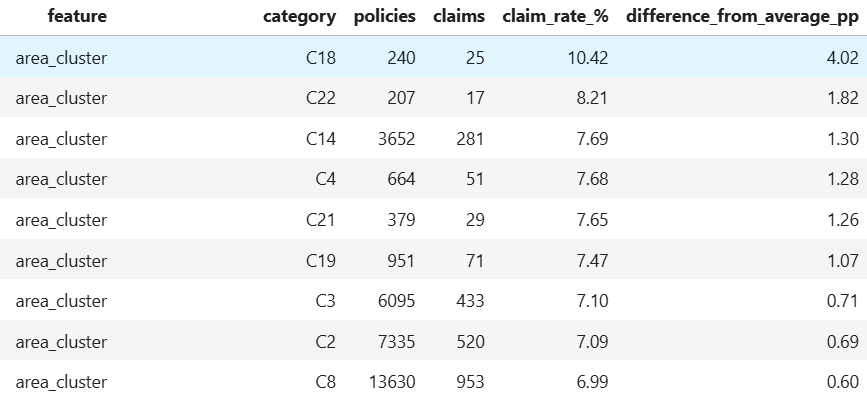 feature category policies claims claim_rate_% difference_from_average_pp
area_cluster C18 240 25 10.42 4.02
area_cluster C22 207 17 8.21 1.82
area_cluster C14 3652 281 7.69 1.30
area_cluster C4 664 51 7.68 1.28
area_cluster C21 379 29 7.65 1.26
area_cluster C19 951 71 7.47 1.07
area_cluster C3 6095 433 7.10 0.71
area_cluster C2 7335 520 7.09 0.69
area_cluster C8 13630 953 6.99 0.60